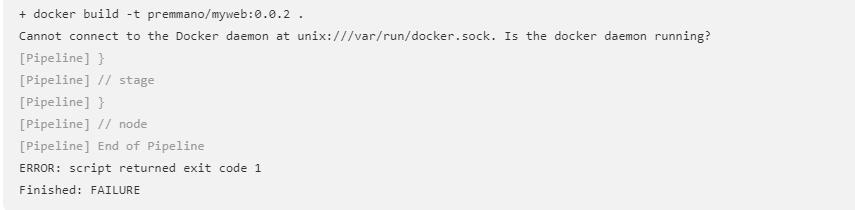 + docker build -t premmano/myweb:0.0.2 .
Cannot connect to the Docker daemon at unix:///var/run/docker.sock. Is the docker daemon running?
[Pipeline] }
[Pipeline] // stage
[Pipeline] }
[Pipeline] // node
[Pipeline] End of Pipeline
ERROR: script returned exit code 1
Finished: FAILURE